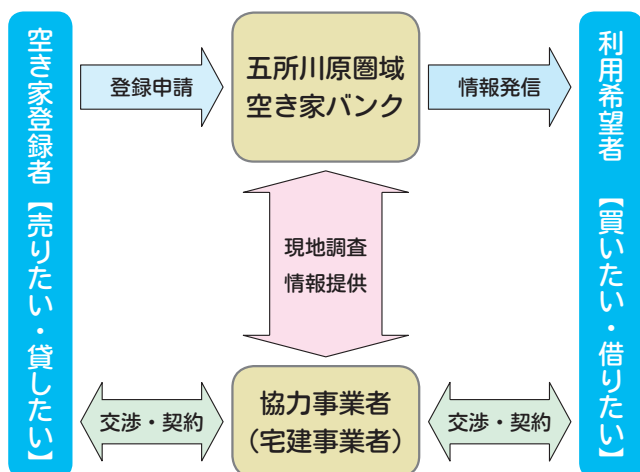 空き家登録者【売りたい・貸したい】
登録申請
五所川原圏域
空き家バンク
情報発信
利用希望者 【買いたい・借りたい】
現地調査
情報提供
交渉・契約
協力事業者
（宅建事業者）
交渉・契約